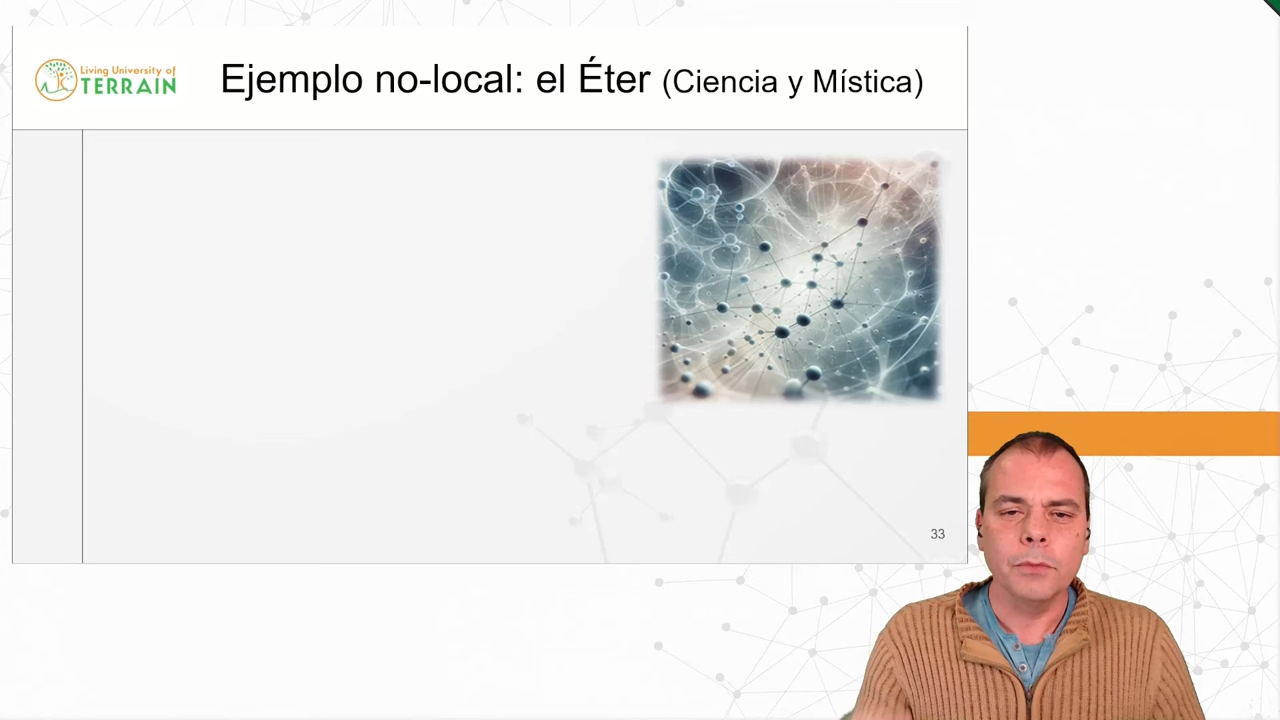 Living University of
TERRAIN
Ejemplo no-local: el Éter (Ciencia y Mística)
33